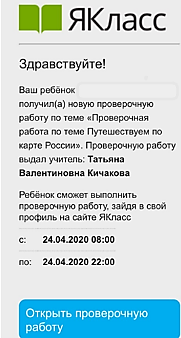 ЯКласс
Здравствуйте!
Ваш ребёнок
получил(а) новую проверочную
работу по теме «Проверочная
работа по теме Путешествуем по
карте России». Проверочную работу
выдал учитель: Татьяна
Валентиновна Кичакова
Ребёнок сможет выполнить
проверочную работу, зайдя в свой
профиль на сайте ЯКласс
с: 24.04.2020 08:00
по: 24.04.2020 22:00
Открыть проверочную
работу